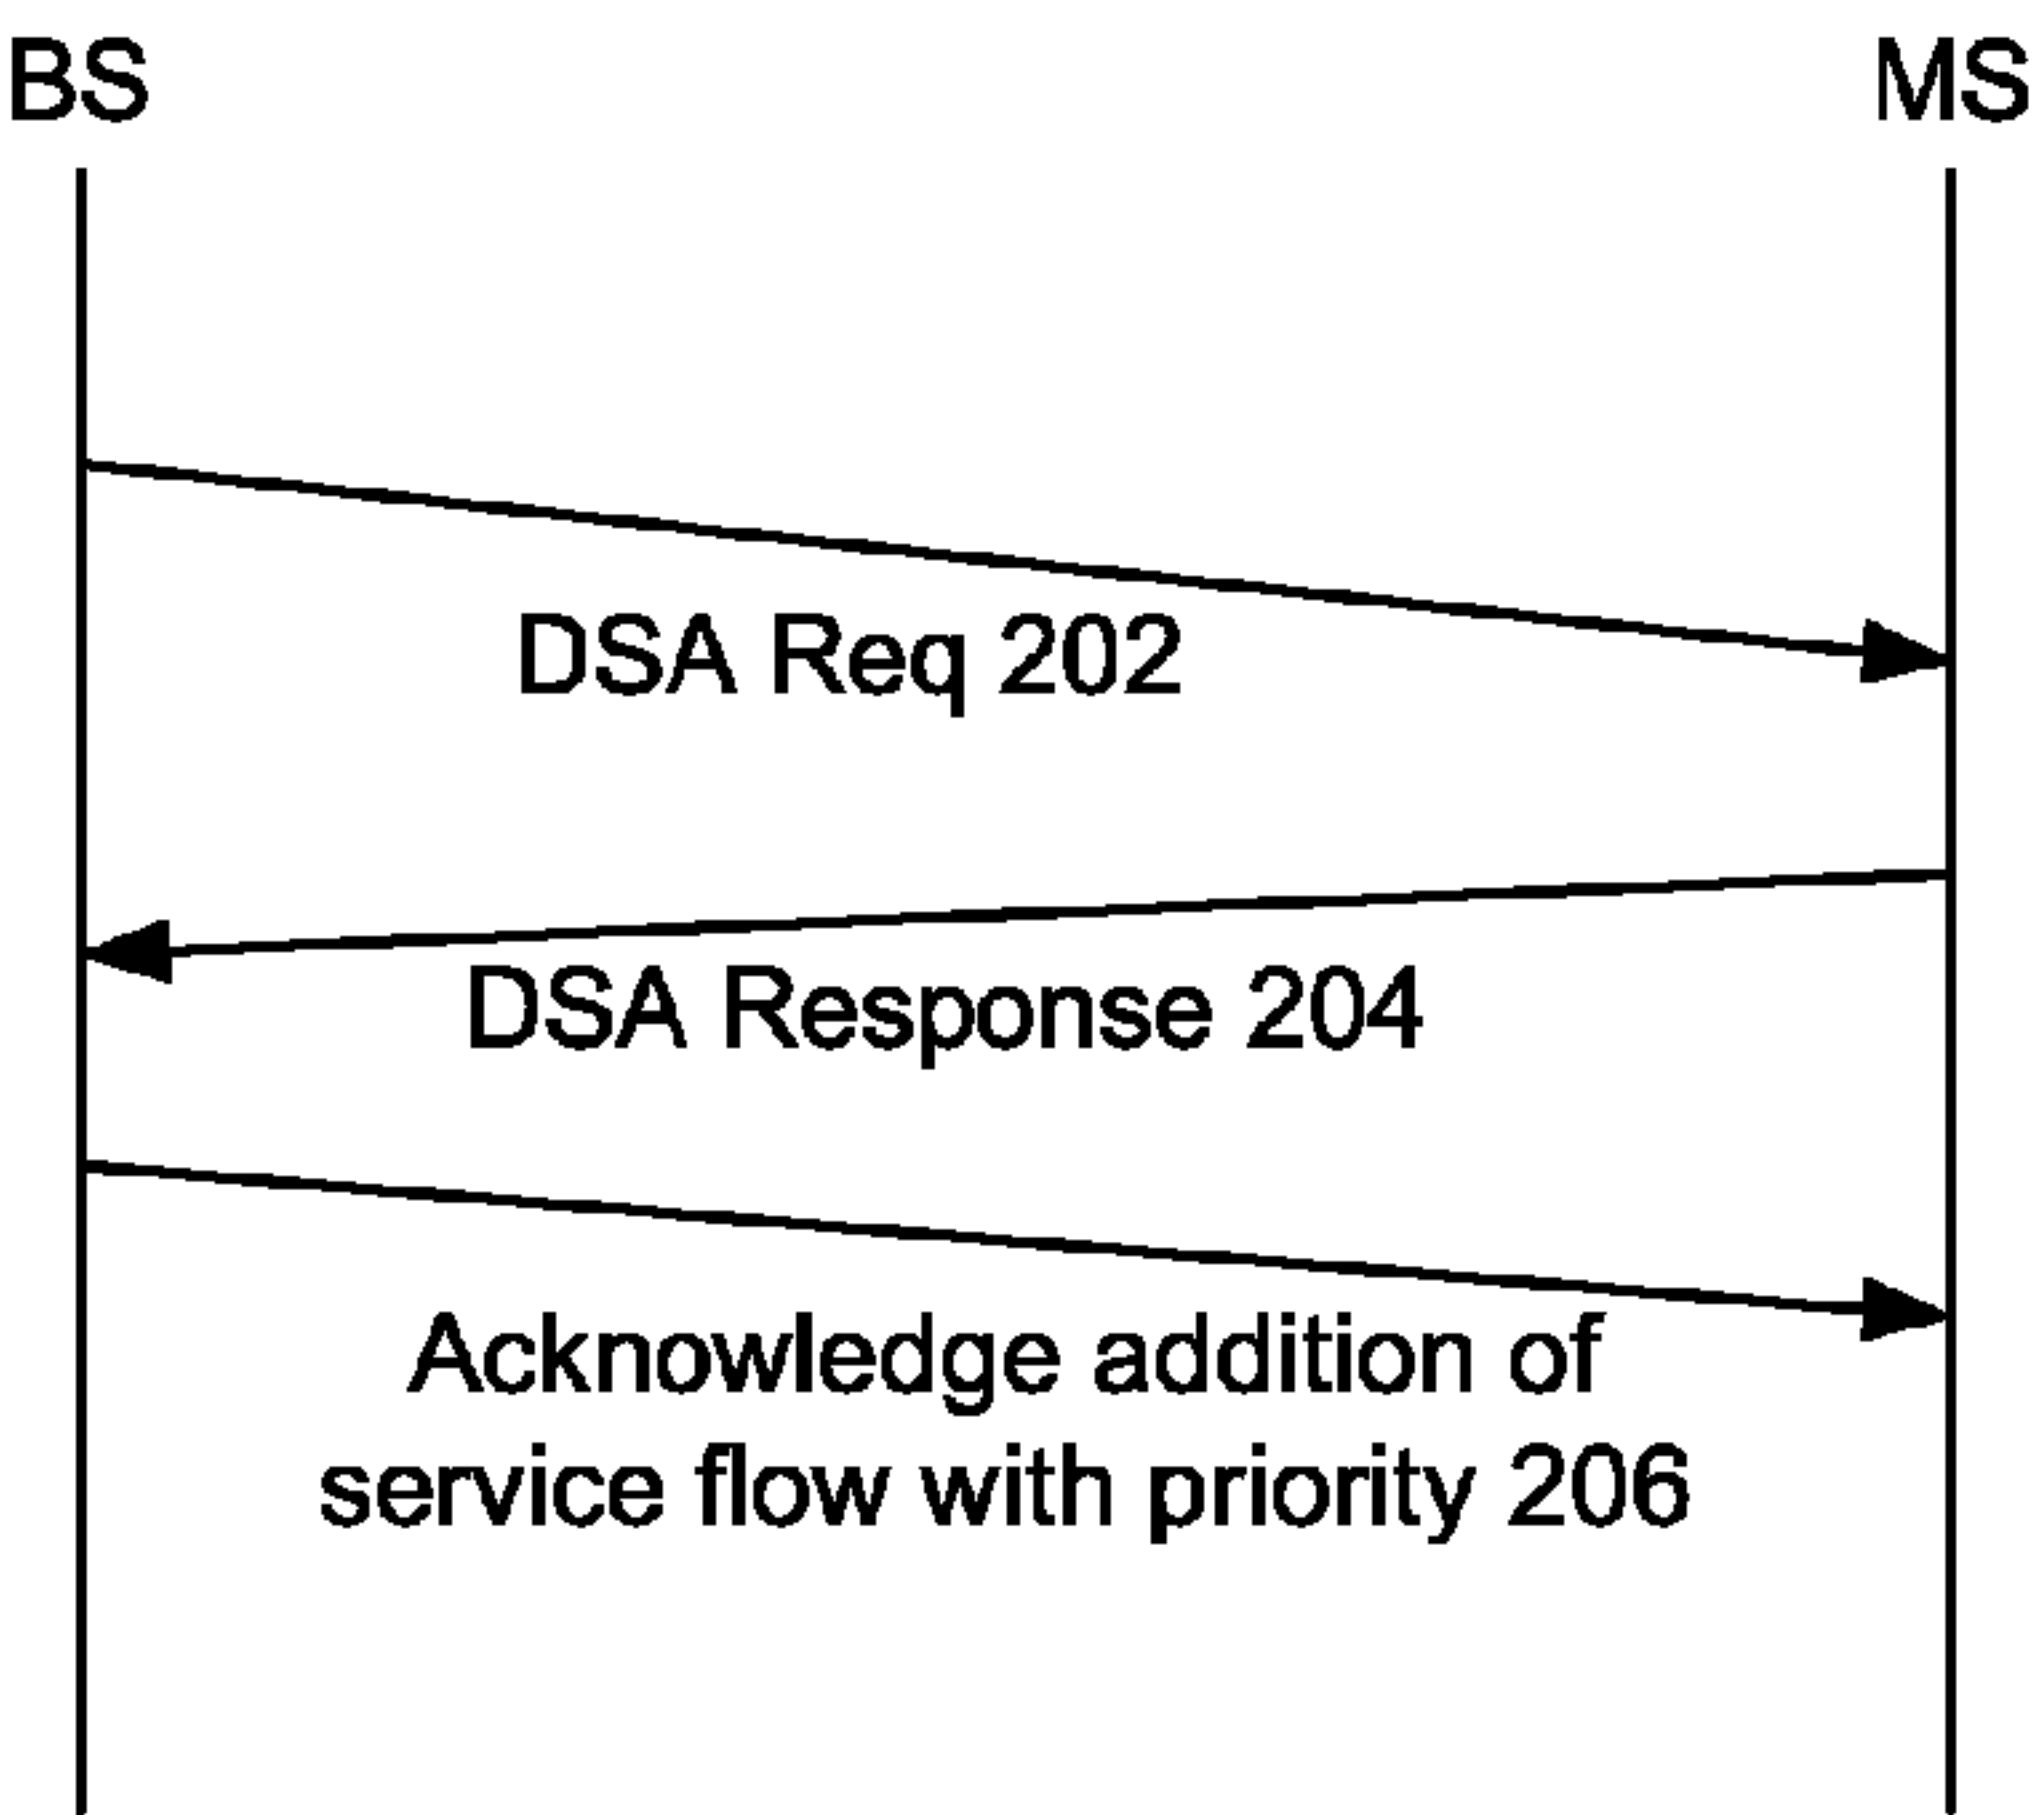 BS MS
DSA Req 202
DSA Response 204
Acknowledge addition of
service flow with priority 206